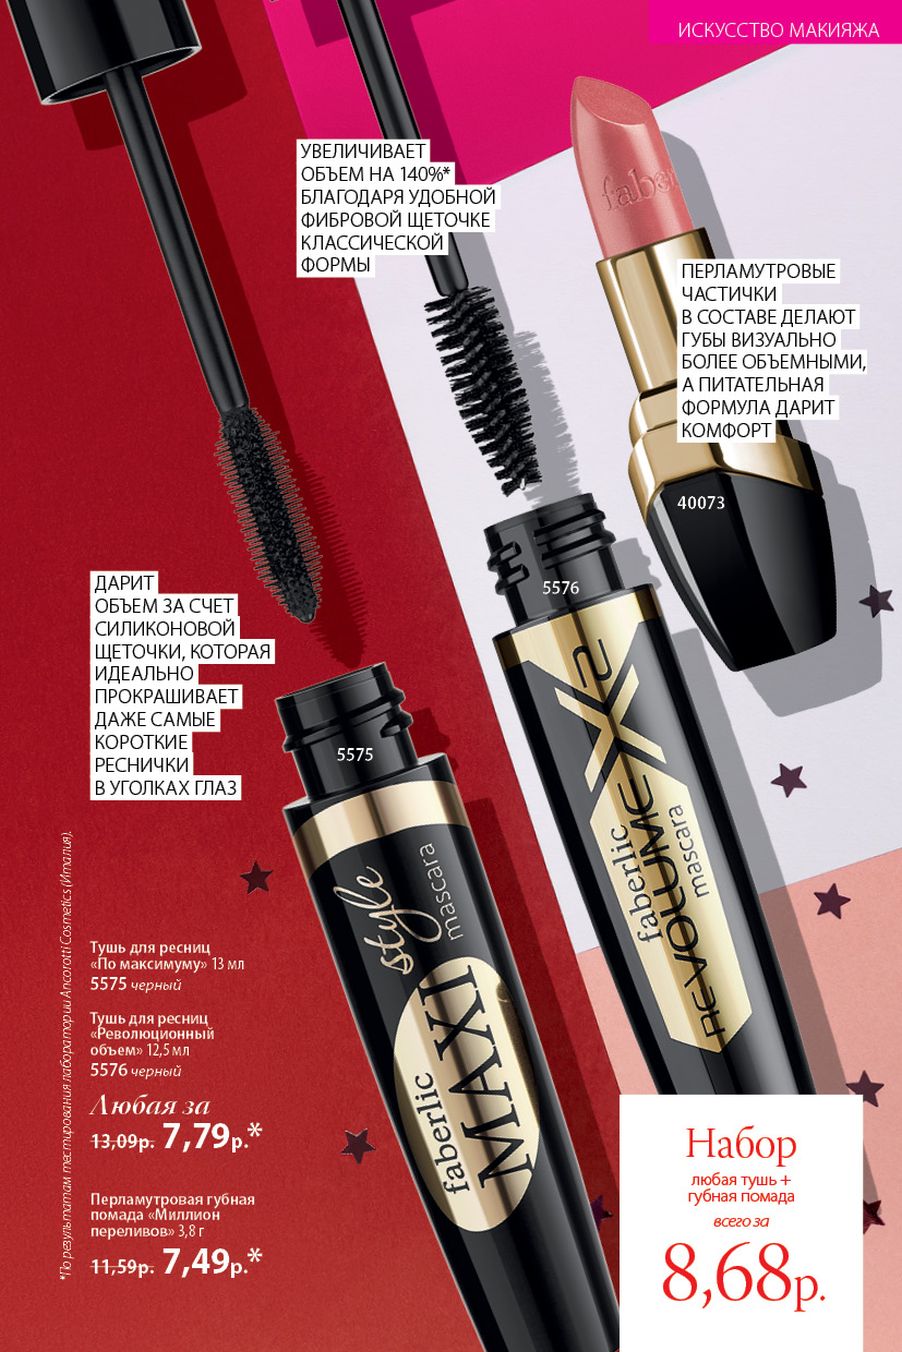 ИСКУССТВО МАКИЯЖА
УВЕЛИЧИВАЕТ
ОБЪЕМ НА 140%*
БЛАГОДАРЯ УДОБНОЙ
ФИБРОВОЙ ЩЕТОЧКЕ
КЛАССИЧЕСКОЙ
ФОРМЫ
faber
ПЕРЛАМУТРОВЫЕ
ЧАСТИЧКИ
В СОСТАВЕ ДЕЛАЮТ
ГУБЫ ВИЗУАЛЬНО
БОЛЕЕ ОБЪЕМНЫМИ,
А ПИТАТЕЛЬНАЯ
ФОРМУЛА ДАРИТ
КОМФОРТ
40073
5576
ДАРИТ
ОБЪЕМ ЗА СЧЕТ
СИЛИКОНОВОЙ
ЩЕТОЧКИ, КОТОРАЯ
ИДЕАЛЬНО
ПРОКРАШИВАЕТ
ДАЖЕ САМЫЕ
КОРОТКИЕ
РЕСНИЧКИ
В УГОЛКАХ ГЛАЗ
5575
faberlic
REVOLUME X2
mascara
style
mascara
faberlic
MAXI
*По результатам тестирования лаборатории Ancorotti Cosmetics (Италия).
Тушь для ресниц
«По максимуму» 13 мл
5575 черный
Тушь для ресниц
«Революционный
объем» 12,5 мл
5576 черный
Любая за
13,09р. 7,79р.*
Перламутровая губная
помада «Миллион
переливов» 3,8 г
11,59р. 7,49р.*
Набор
любая тушь +
губная помада
всего за
8,68р.